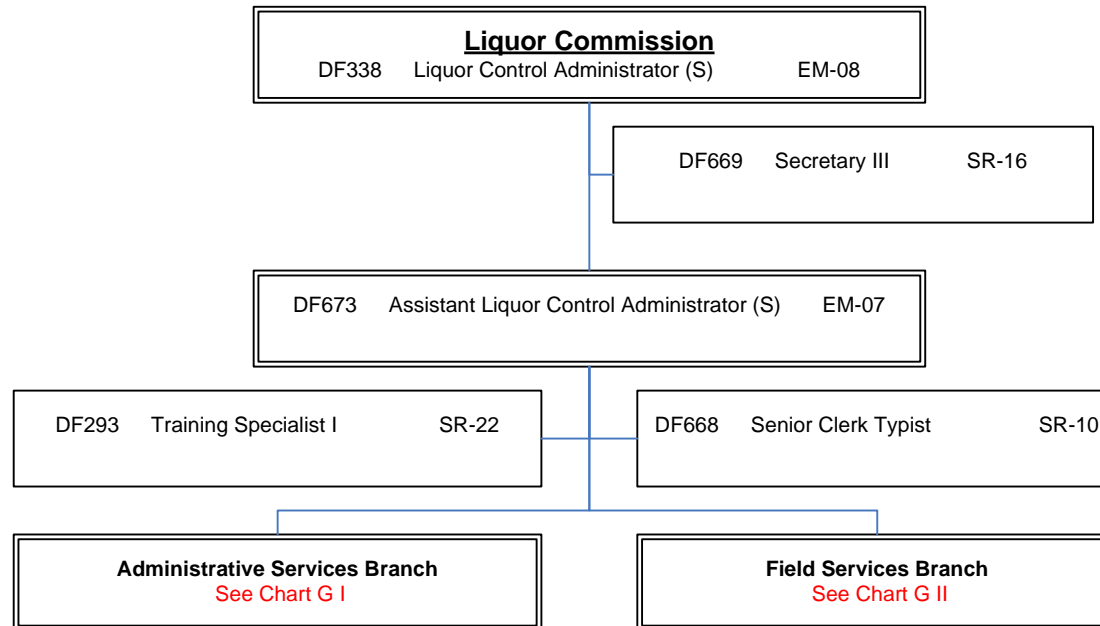 Liquor Commission
DF338 Liquor Control Administrator (S) EM-08
DF669 Secretary III SR-16
DF673 Assistant Liquor Control Administrator (S) EM-07
DF293 Training Specialist I SR-22
DF668 Senior Clerk Typist SR-10
Administrative Services Branch
See Chart G I
Field Services Branch
See Chart G II